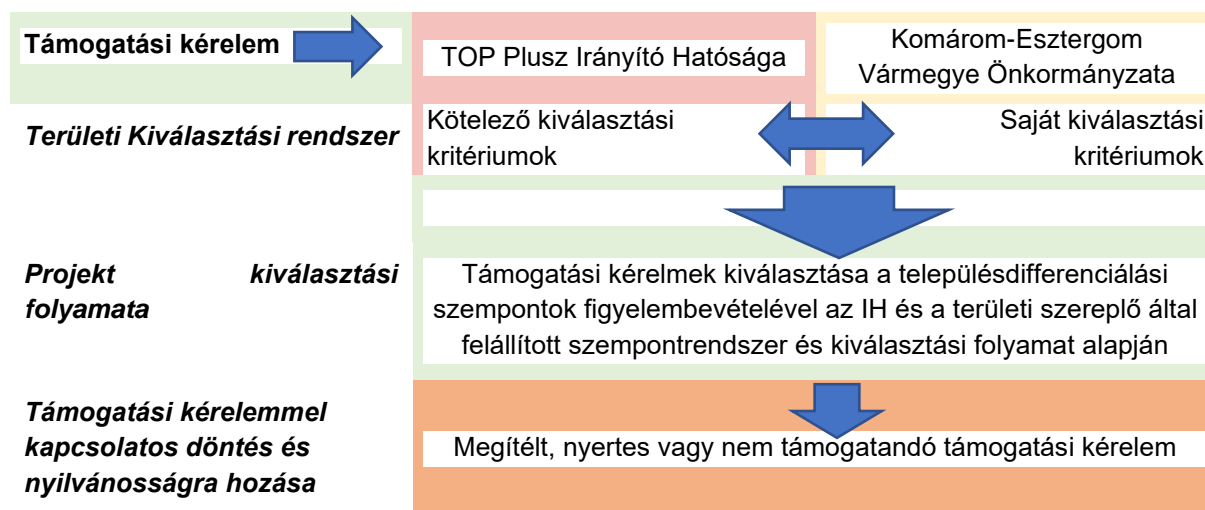 Támogatási kérelem
TOP Plusz Irányító Hatósága
Komárom-Esztergom
Vármegye Önkormányzata
Területi Kiválasztási rendszer
Kötelező kiválasztási
kritériumok
Saját kiválasztási
kritériumok
Projekt kiválasztási
folyamata
Támogatási kérelmek kiválasztása a településdifferenciálási
szempontok figyelembevételével az IH és a területi szereplő által
felállított szempontrendszer és kiválasztási folyamat alapján
Támogatási kérelemmel
kapcsolatos döntés és
nyilvánosságra hozása
Megítélt, nyertes vagy nem támogatandó támogatási kérelem